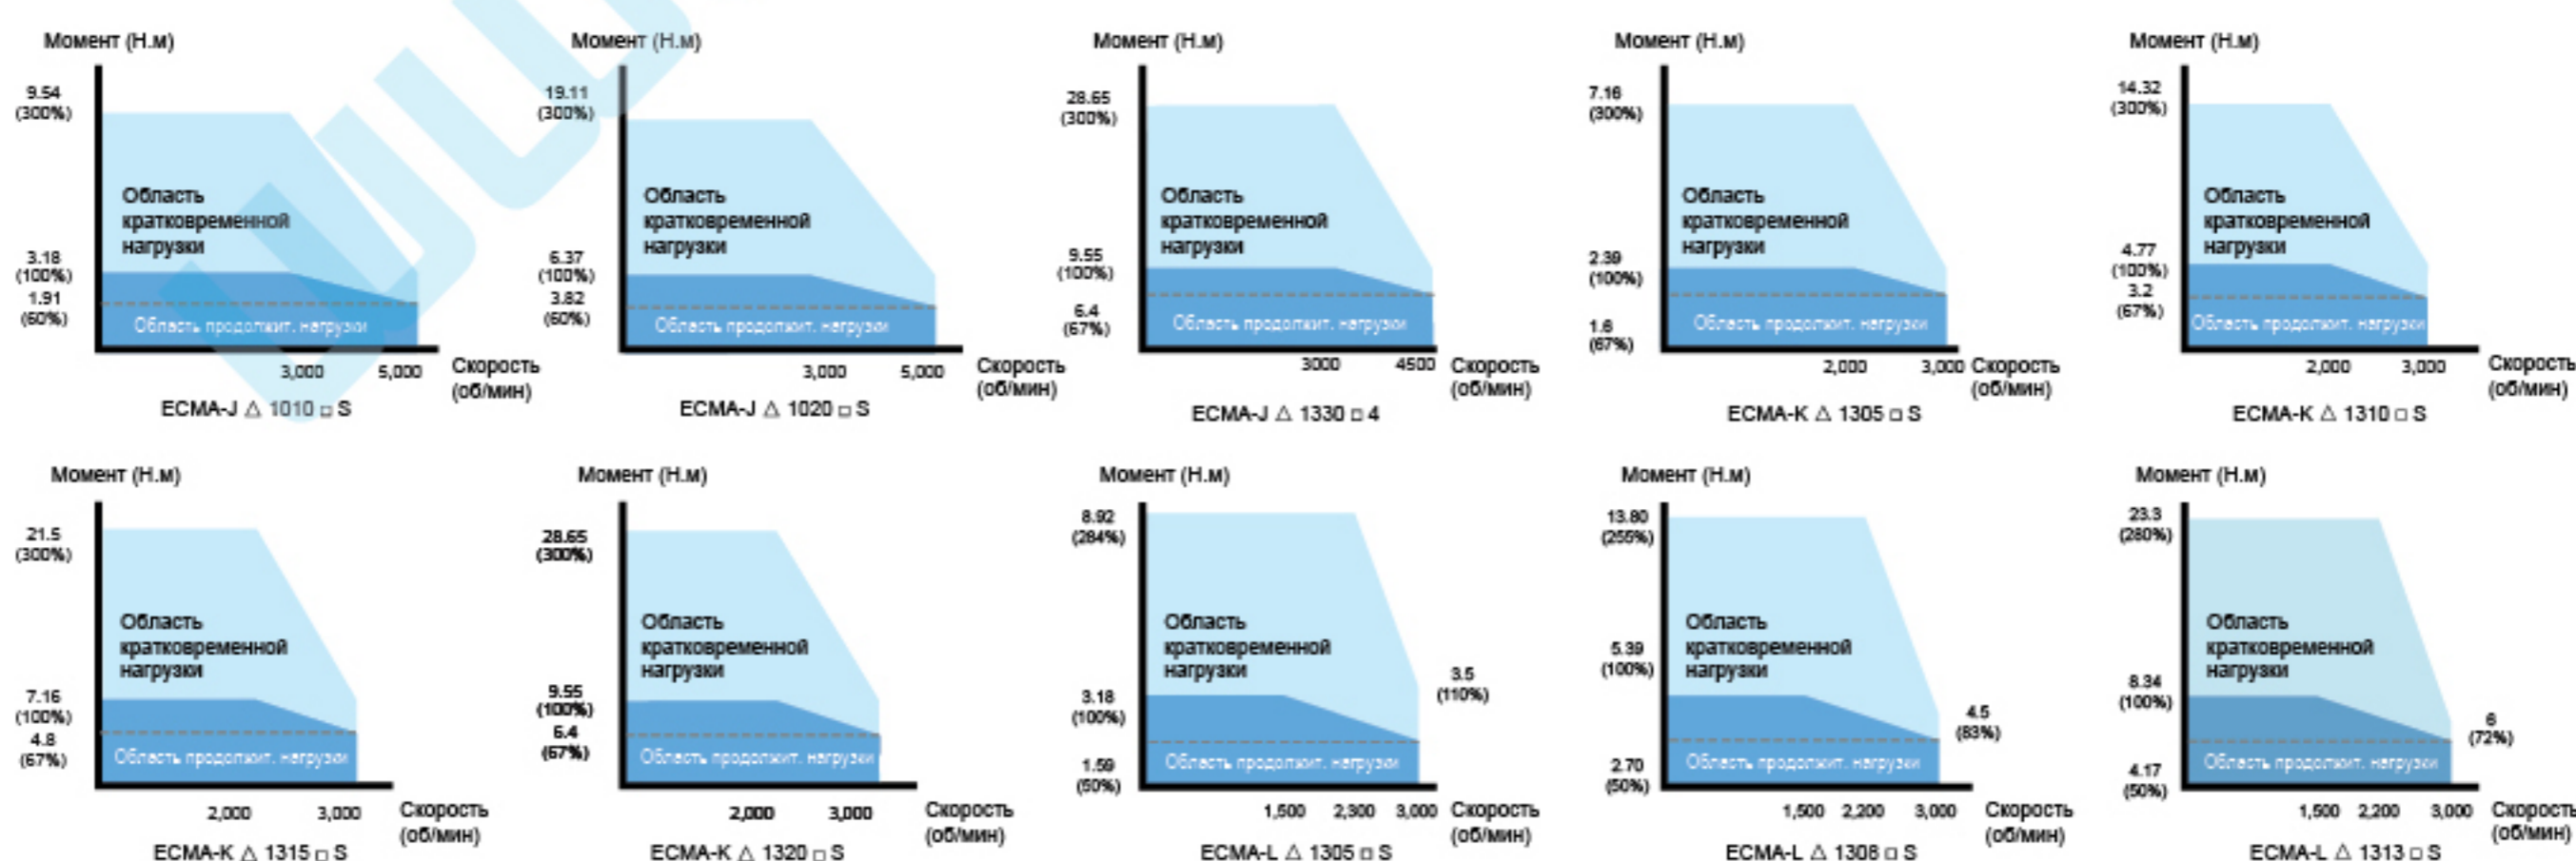 Момент (Н.м)
9.54
(300%)
Область
кратковременной
нагрузки
3.18
(100%)
1.91
(60%)
Область продолжит. нагрузки
3,000
5,000
Скорость
(об/мин)
ECMA-J △ 1010 □ S
Момент (Н.м)
19.11
(300%)
Область
кратковременной
нагрузки
6.37
(100%)
3.82
(60%)
Область продолжит. нагрузки
3,000
5,000
Скорость
(об/мин)
ECMA-J △ 1020 □ S
Момент (Н.м)
28.65
(300%)
Область
кратковременной
нагрузки
9.55
(100%)
6.4
(67%)
Область продолжит. нагрузки
3000
4500
Скорость
(об/мин)
ECMA-J △ 1330 □ 4
Момент (Н.м)
7.16
(300%)
Область
кратковременной
нагрузки
2.39
(100%)
1.6
(67%)
Область продолжит. нагрузки
2,000
3,000
Скорость
(об/мин)
ECMA-K △ 1305 □ S
Момент (Н.м)
14.32
(300%)
Область
кратковременной
нагрузки
4.77
(100%)
3.2
(67%)
Область продолжит. нагрузки
2,000
3,000
Скорость
(об/мин)
ECMA-K △ 1310 □ S
Момент (Н.м)
21.5
(300%)
Область
кратковременной
нагрузки
7.16
(100%)
4.8
(67%)
Область продолжит. нагрузки
2,000
3,000
Скорость
(об/мин)
ECMA-K △ 1315 □ S
Момент (Н.м)
28.65
(300%)
Область
кратковременной
нагрузки
9.55
(100%)
6.4
(67%)
Область продолжит. нагрузки
2,000
3,000
Скорость
(об/мин)
ECMA-K △ 1320 □ S
Момент (Н.м)
8.92
(284%)
Область
кратковременной
нагрузки
3.5
(110%)
3.18
(100%)
1.59
(50%)
Область продолжит. нагрузки
1,500
2,300
3,000
Скорость
(об/мин)
ECMA-L △ 1305 □ S
Момент (Н.м)
13.80
(255%)
Область
кратковременной
нагрузки
5.39
(100%)
4.5
(83%)
2.70
(50%)
Область продолжит. нагрузки
1,500
2,200
3,000
Скорость
(об/мин)
ECMA-L △ 1308 □ S
Момент (Н.м)
23.3
(280%)
Область
кратковременной
нагрузки
8.34
(100%)
6
(72%)
4.17
(50%)
Область продолжит. нагрузки
1,500
2,200
3,000
Скорость
(об/мин)
ECMA-L △ 1313 □ S